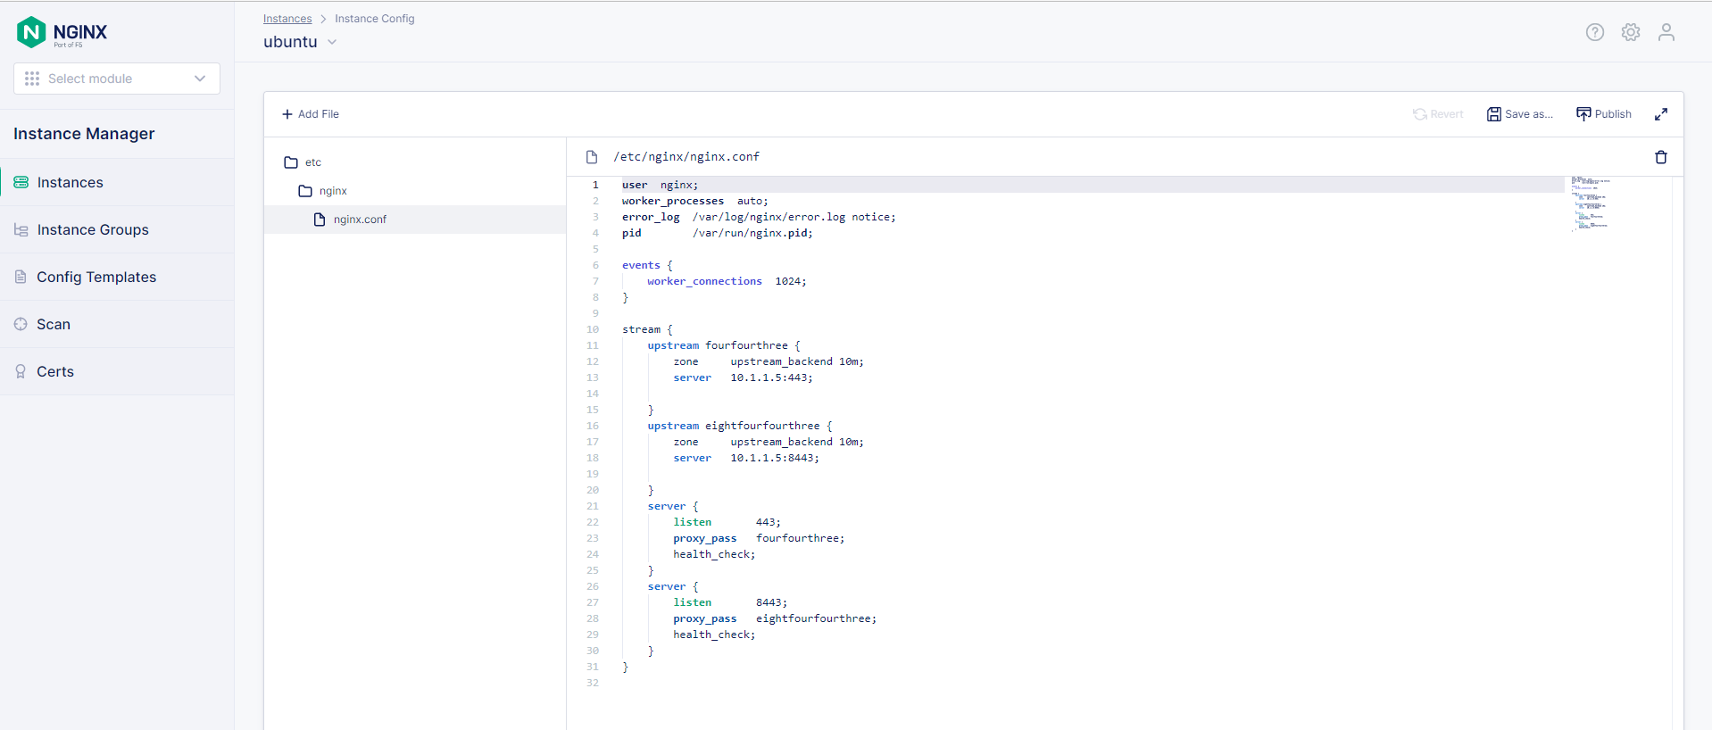 NGINX
Part of F5
Select module
Instance Manager
Instances
Instance Groups
Config Templates
Scan
Certs
Instances > Instance Config
ubuntu
+ Add File
Revert
Save as...
Publish
etc
nginx
nginx.conf
/etc/nginx/nginx.conf
1 user  nginx;
2 worker_processes  auto;
3 error_log  /var/log/nginx/error.log notice;
4 pid        /var/run/nginx.pid;
5
6 events {
7     worker_connections  1024;
8 }
9
10 stream {
11     upstream fourfourthree {
12         zone     upstream_backend 10m;
13         server   10.1.1.5:443;
14
15     }
16     upstream eightfourfourthree {
17         zone     upstream_backend 10m;
18         server   10.1.1.5:8443;
19
20     }
21     server {
22         listen       443;
23         proxy_pass   fourfourthree;
24         health_check;
25     }
26     server {
27         listen       8443;
28         proxy_pass   eightfourfourthree;
29         health_check;
30     }
31 }
32